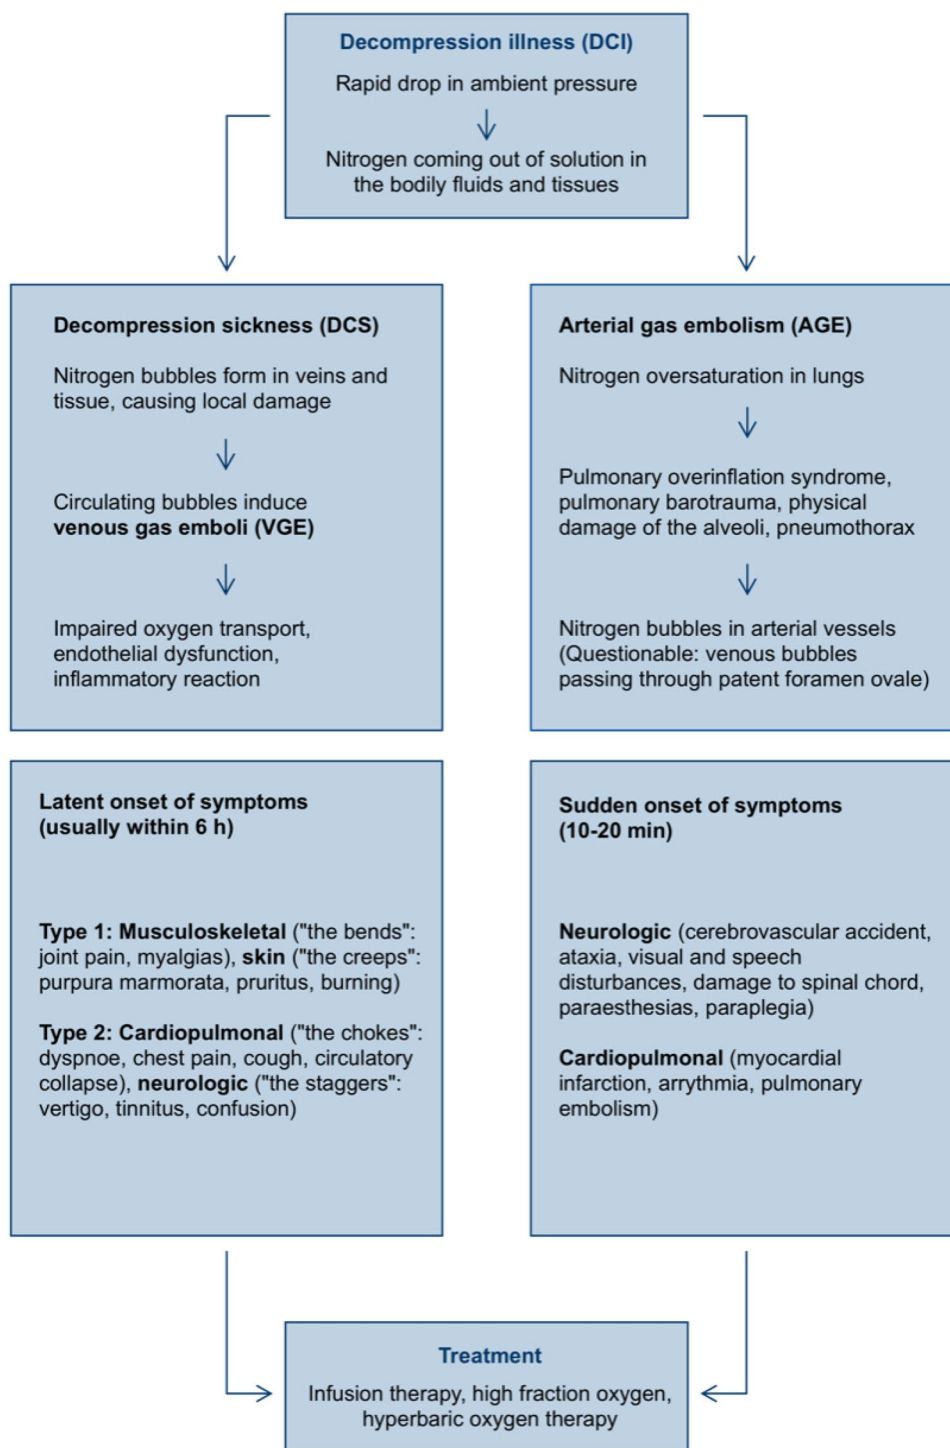 Decompression illness (DCI)
Rapid drop in ambient pressure
Nitrogen coming out of solution in
the bodily fluids and tissues
Decompression sickness (DCS)
Nitrogen bubbles form in veins and
tissue, causing local damage
Circulating bubbles induce
venous gas emboli (VGE)
Impaired oxygen transport,
endothelial dysfunction,
inflammatory reaction
Arterial gas embolism (AGE)
Nitrogen oversaturation in lungs
Pulmonary overinflation syndrome,
pulmonary barotrauma, physical
damage of the alveoli, pneumothorax
Nitrogen bubbles in arterial vessels
(Questionable: venous bubbles
passing through patent foramen ovale)
Latent onset of symptoms
(usually within 6 h)
Type 1: Musculoskeletal ("the bends":
joint pain, myalgias), skin ("the creeps":
purpura marmorata, pruritus, burning)
Type 2: Cardiopulmonal ("the chokes":
dyspnoe, chest pain, cough, circulatory
collapse), neurologic ("the staggers":
vertigo, tinnitus, confusion)
Sudden onset of symptoms
(10-20 min)
Neurologic (cerebrovascular accident,
ataxia, visual and speech
disturbances, damage to spinal chord,
paraesthesias, paraplegia)
Cardiopulmonal (myocardial
infarction, arrythmia, pulmonary
embolism)
Treatment
Infusion therapy, high fraction oxygen,
hyperbaric oxygen therapy